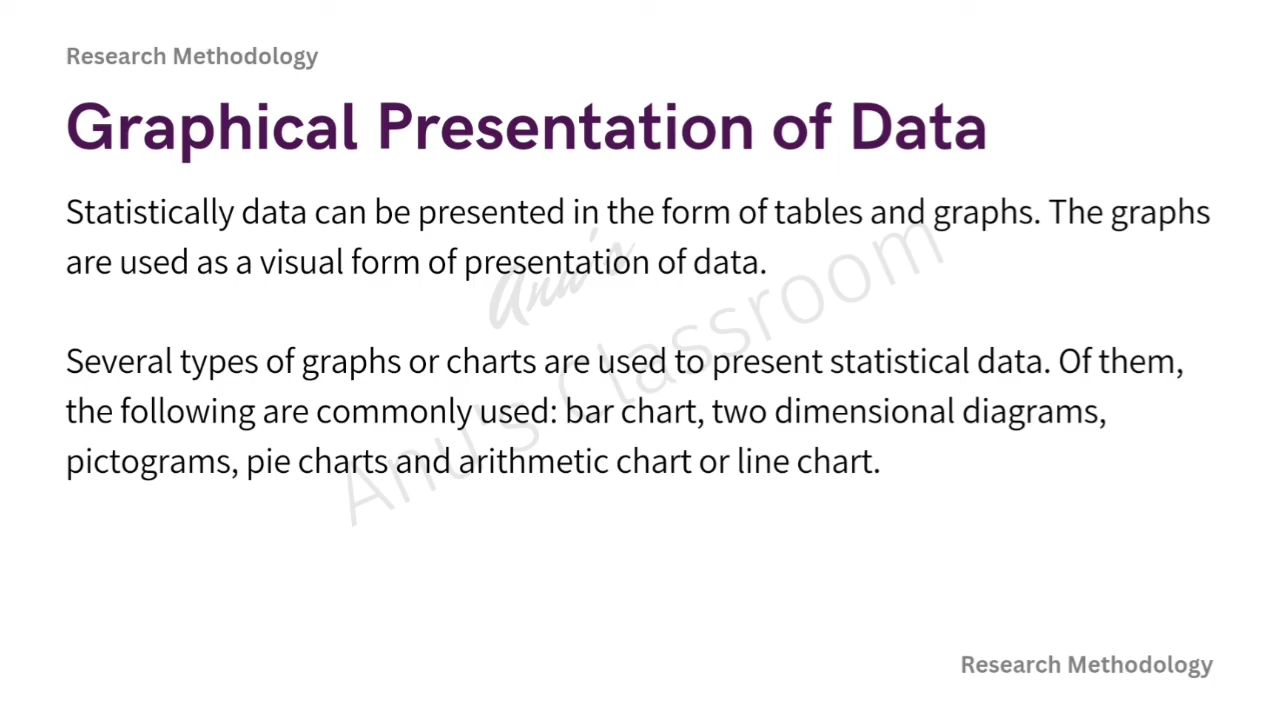 Research Methodology
Graphical Presentation of Data
Statistically data can be presented in the form of tables and graphs. The graphs
are used as a visual form of presentation of data.
Anu's
Anu's Classroom
Several types of graphs or charts are used to present statistical data. Of them,
the following are commonly used: bar chart, two dimensional diagrams,
pictograms, pie charts and arithmetic chart or line chart.
Research Methodology